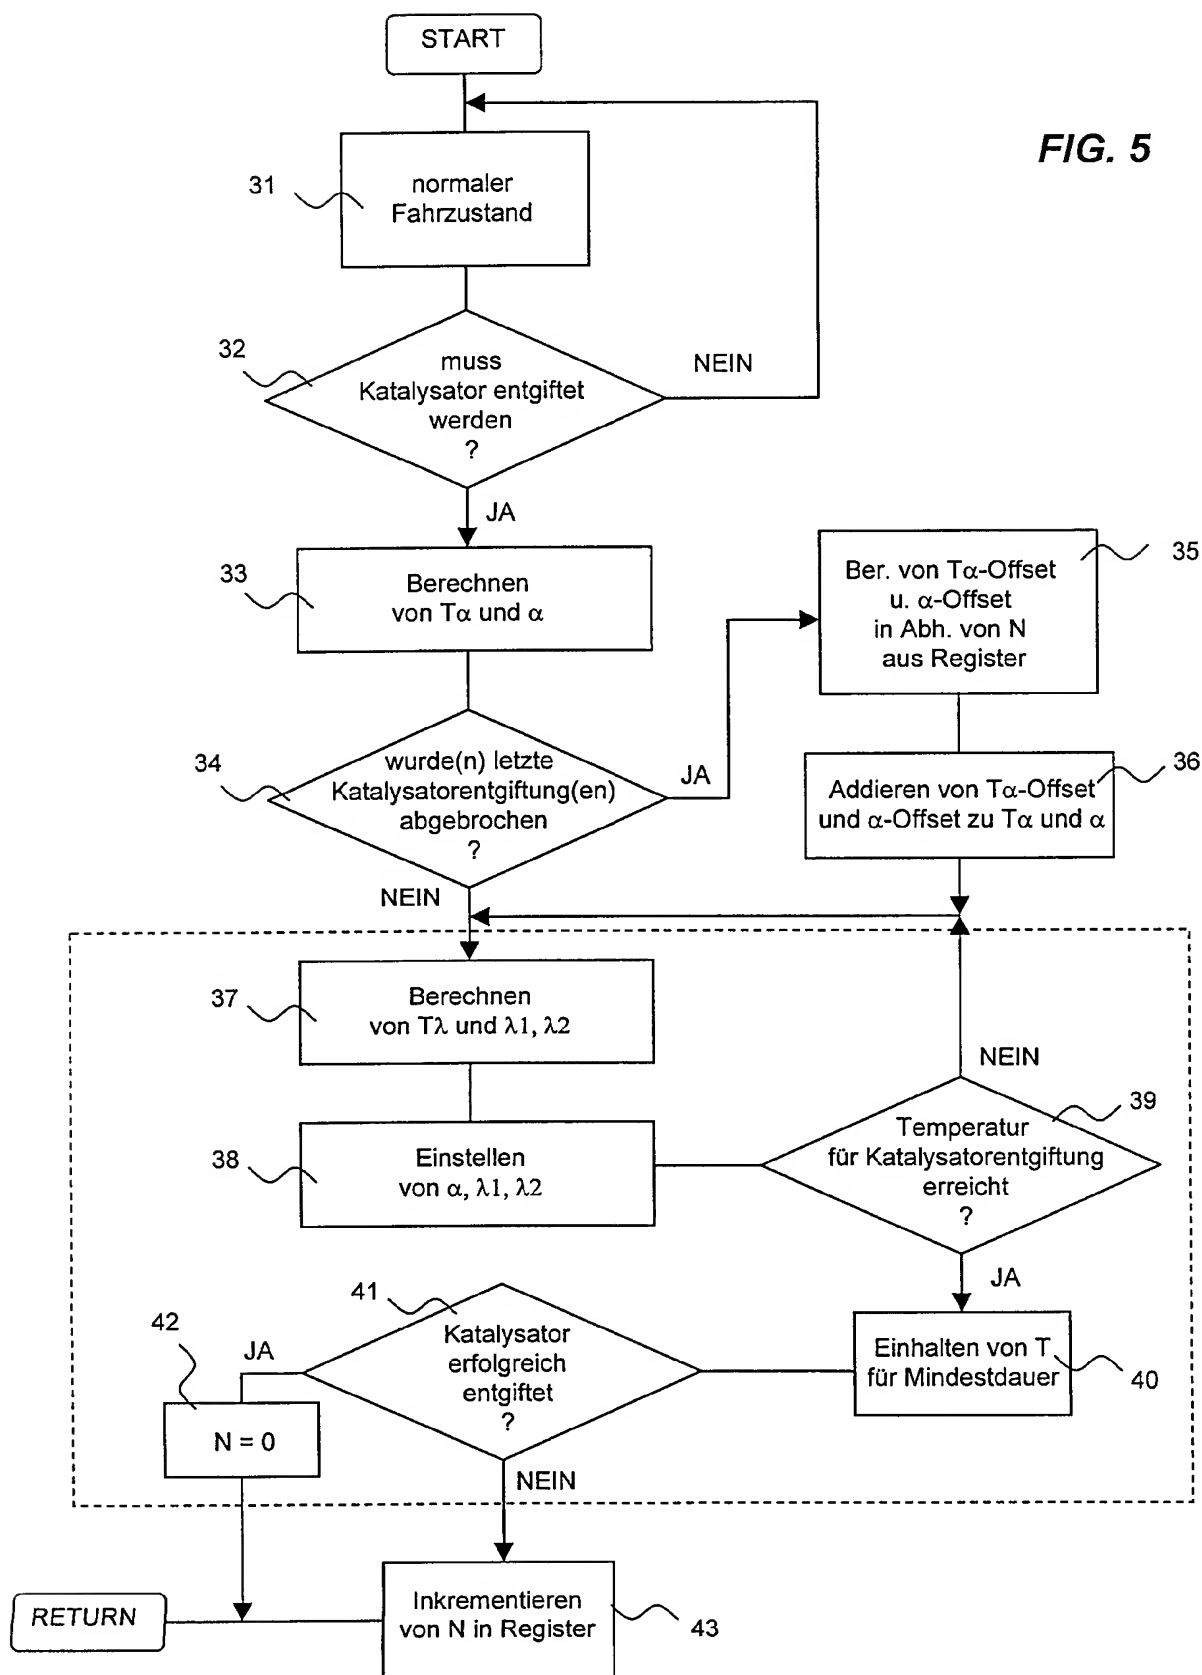 START
FIG. 5
31
normaler
Fahrzustand
32
muss
Katalysator entgiftet
werden
?
NEIN
JA
33
Berechnen
von Tα und α
35
Ber. von Tα-Offset
u. α-Offset
in Abh. von N
aus Register
34
wurde(n) letzte
Katalysatorentgiftung(en)
abgebrochen
?
JA
NEIN
36
Addieren von Tα-Offset
und α-Offset zu Tα und α
37
Berechnen
von Tλ und λ1, λ2
NEIN
38
Einstellen
von α, λ1, λ2
39
Temperatur
für Katalysatorentgiftung
erreicht
?
JA
40
Einhalten von T
für Mindestdauer
41
Katalysator
erfolgreich
entgiftet
?
JA
42
N = 0
NEIN
RETURN
Inkrementieren
von N in Register
43